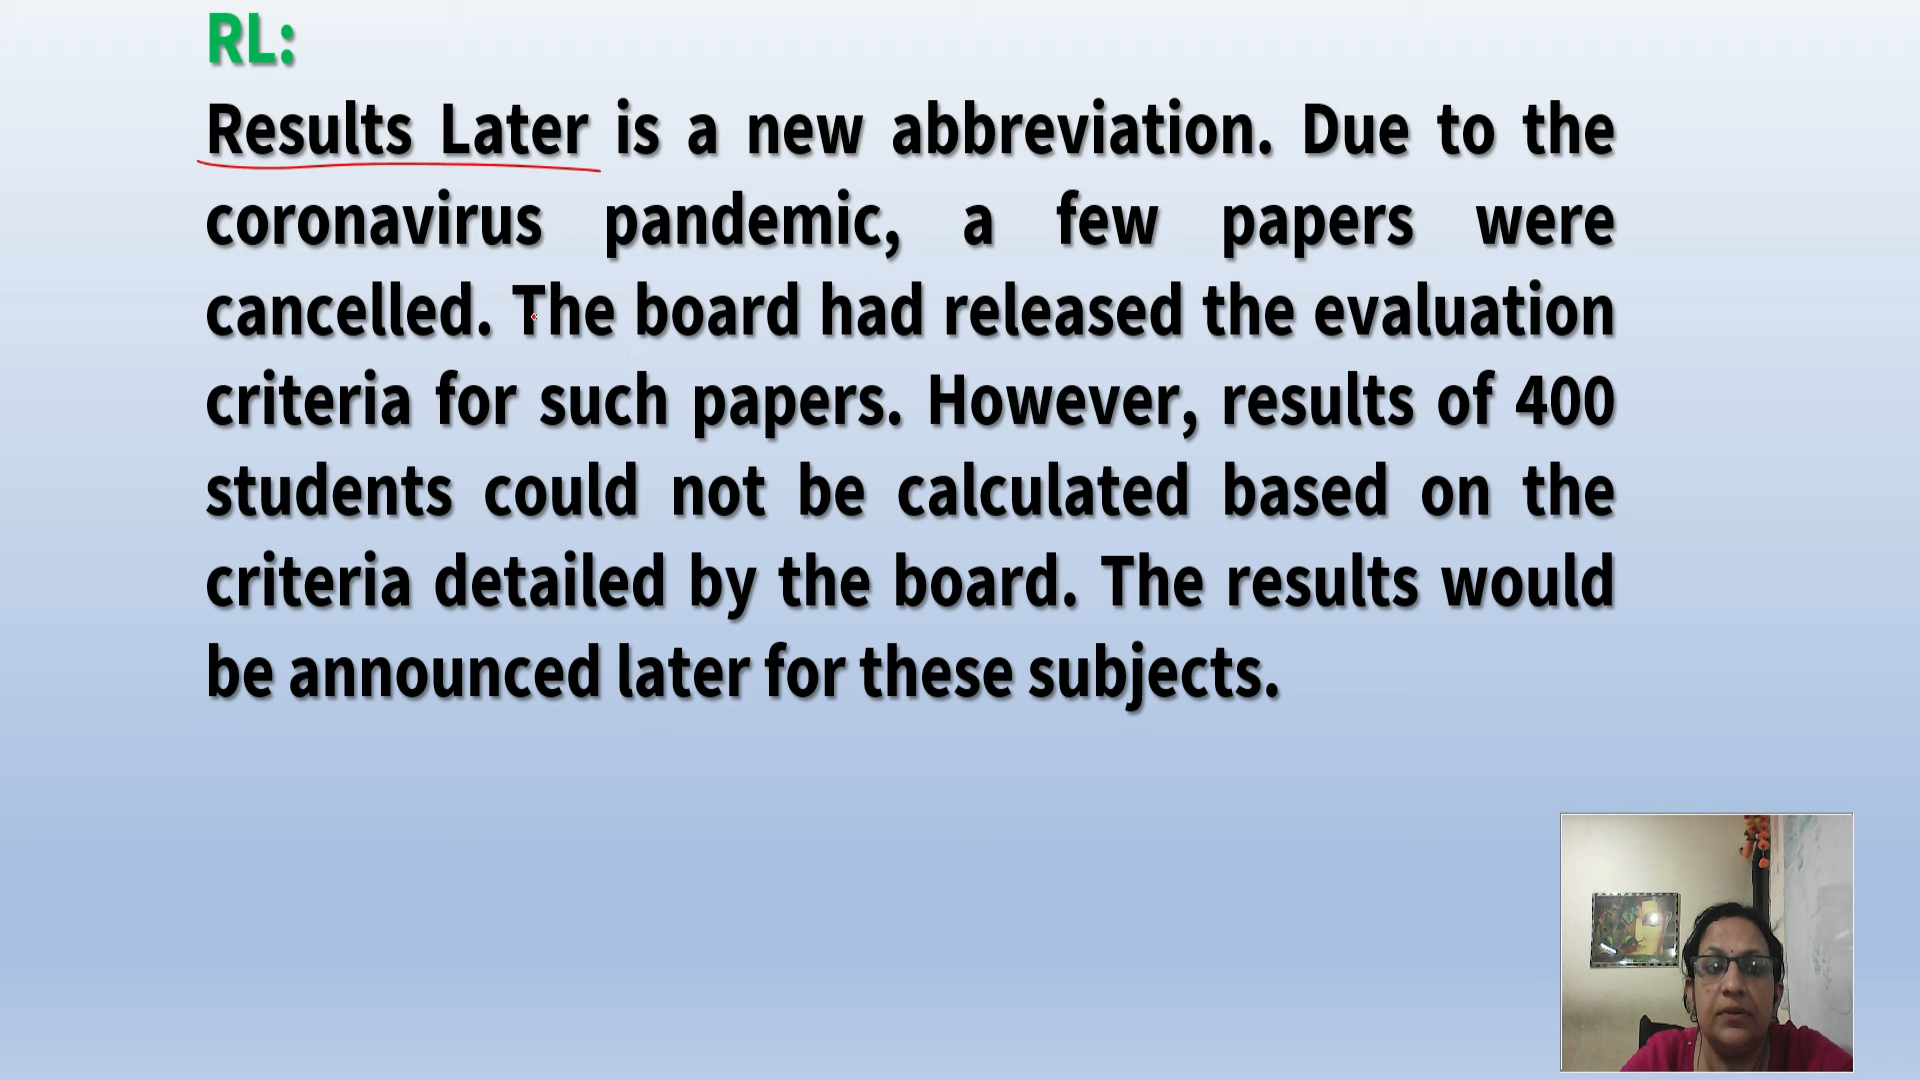 RL:
Results Later is a new abbreviation. Due to the
coronavirus pandemic, a few papers were
cancelled. The board had released the evaluation
criteria for such papers. However, results of 400
students could not be calculated based on the
criteria detailed by the board. The results would
be announced later for these subjects.